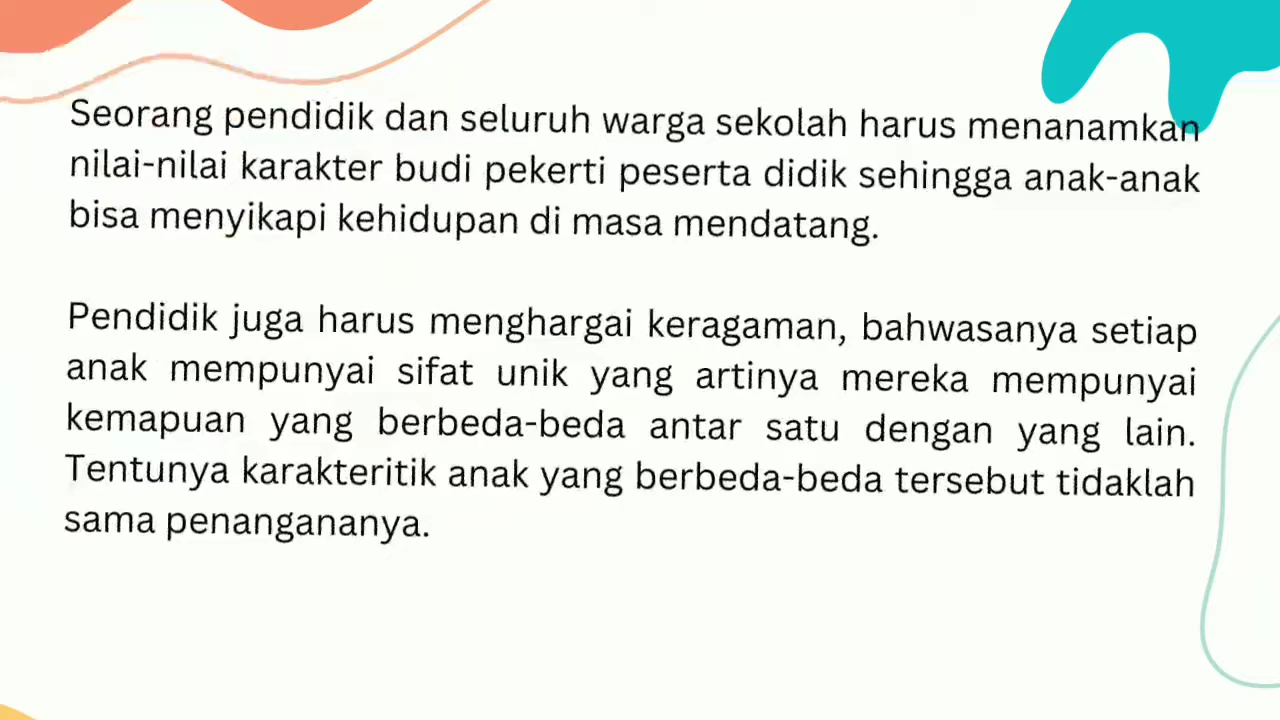 Seorang pendidik dan seluruh warga sekolah harus menanamkan
nilai-nilai karakter budi pekerti peserta didik sehingga anak-anak
bisa menyikapi kehidupan di masa mendatang.
Pendidik juga harus menghargai keragaman, bahwasanya setiap
anak mempunyai sifat unik yang artinya mereka mempunyai
kemapuan yang berbeda-beda antar satu dengan yang lain.
Tentunya karakteritik anak yang berbeda-beda tersebut tidaklah
sama penangananya.